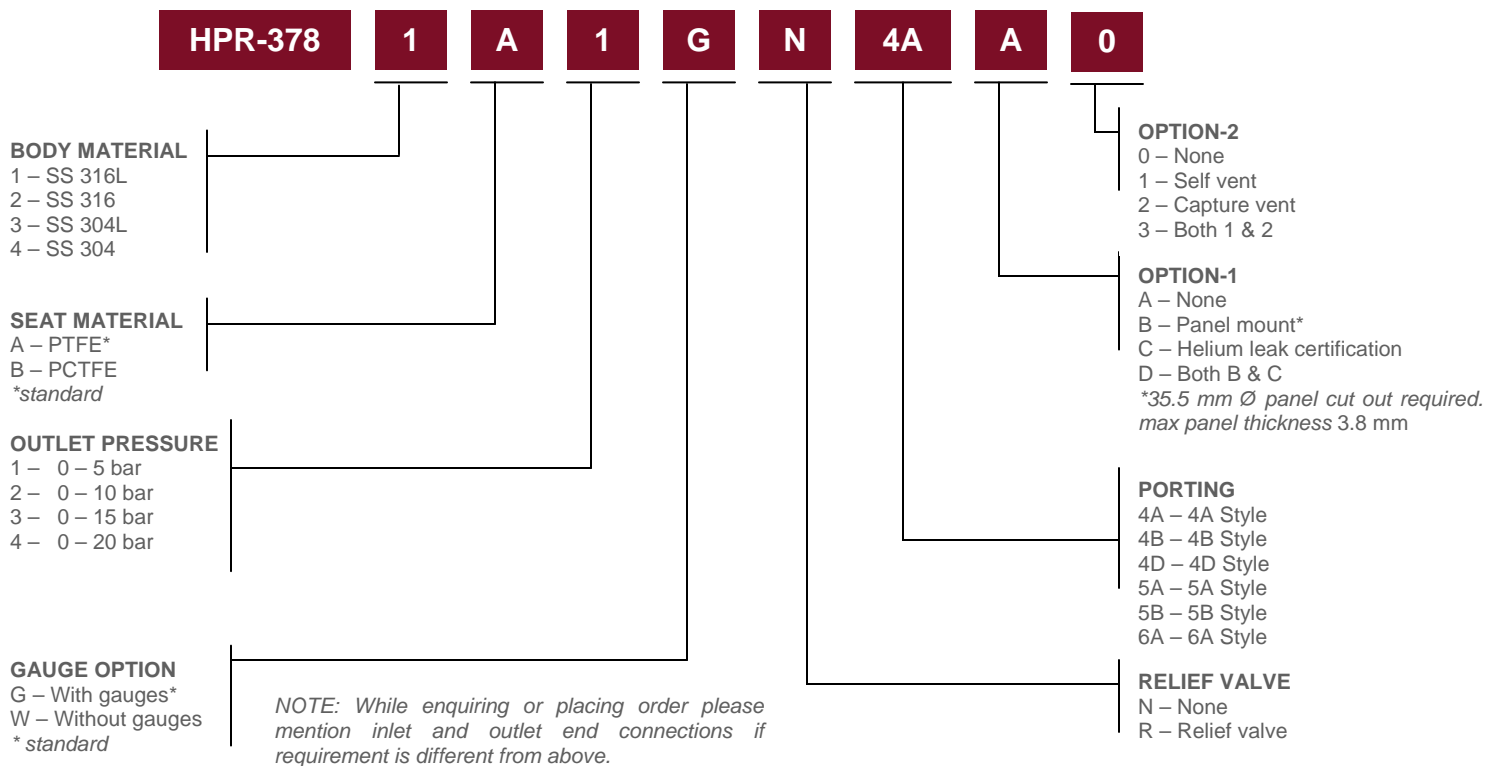 HPR-378 1 A 1 G N 4A A 0
BODY MATERIAL
1 – SS 316L
2 – SS 316
3 – SS 304L
4 – SS 304
SEAT MATERIAL
A – PTFE*
B – PCTFE
*standard
OUTLET PRESSURE
1 – 0 – 5 bar
2 – 0 – 10 bar
3 – 0 – 15 bar
4 – 0 – 20 bar
GAUGE OPTION
G – With gauges*
W – Without gauges
* standard
NOTE: While enquiring or placing order please
mention inlet and outlet end connections if
requirement is different from above.
OPTION-2
0 – None
1 – Self vent
2 – Capture vent
3 – Both 1 & 2
OPTION-1
A – None
B – Panel mount*
C – Helium leak certification
D – Both B & C
*35.5 mm Ø panel cut out required.
max panel thickness 3.8 mm
PORTING
4A – 4A Style
4B – 4B Style
4D – 4D Style
5A – 5A Style
5B – 5B Style
6A – 6A Style
RELIEF VALVE
N – None
R – Relief valve